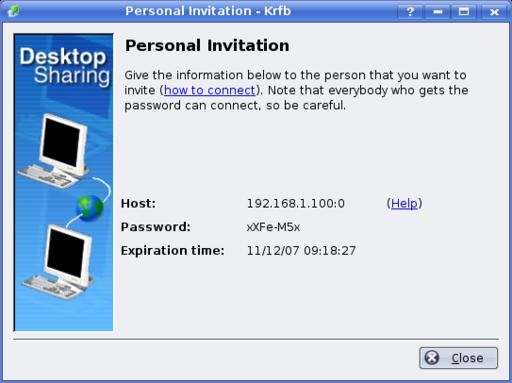 Personal Invitation - Krfb
Desktop
Sharing
Personal Invitation
Give the information below to the person that you want to
invite (how to connect). Note that everybody who gets the
password can connect, so be careful.
Host: 192.168.1.100:0 (Help)
Password: xXFe-M5x
Expiration time: 11/12/07 09:18:27
Close